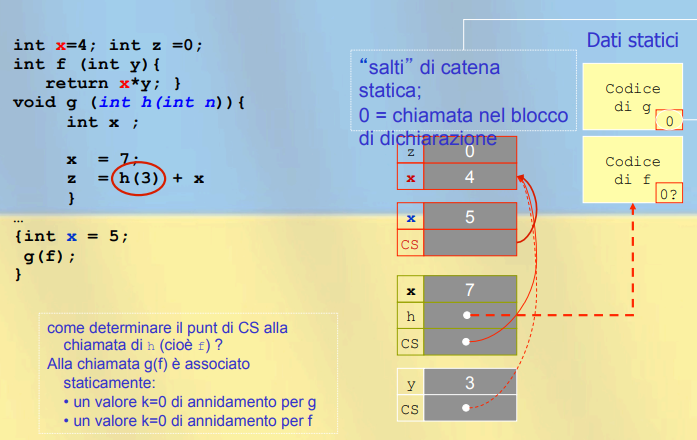 int x=4; int z =0;
int f (int y){
return x*y; }
void g (int h(int n)){
int x ;
x = 7;
z = h(3) + x
}
…
{int x = 5;
g(f);
}
come determinare il punt di CS alla
chiamata di h (cioè f) ?
Alla chiamata g(f) è associato
staticamente:
• un valore k=0 di annidamento per g
• un valore k=0 di annidamento per f
“salti” di catena
statica;
0 = chiamata nel blocco
di dichiarazione
z 0
x 4
x 5
CS
x 7
h
CS
y 3
CS
Dati statici
Codice
di g
0
Codice
di f
0?